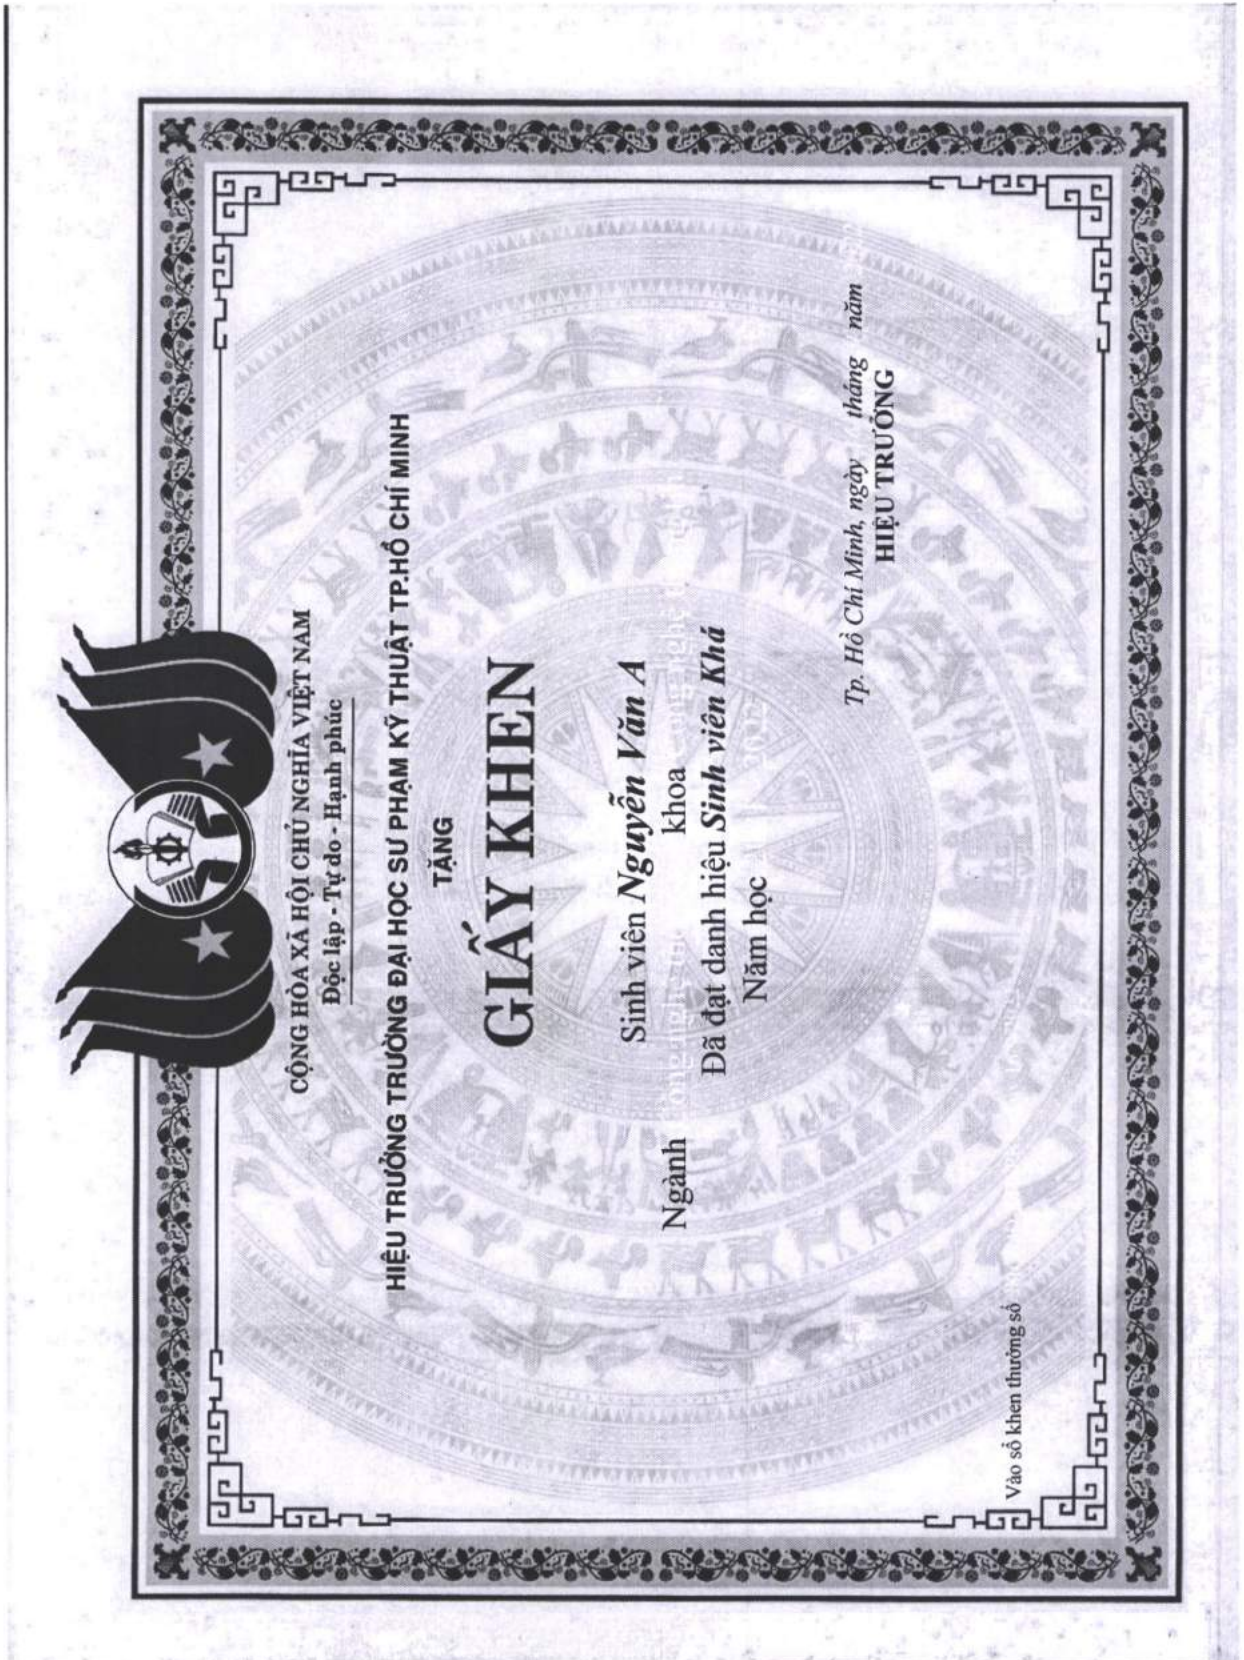 CỘNG HÒA XÃ HỘI CHỦ NGHĨA VIỆT NAM
Độc lập - Tự do - Hạnh phúc
HIỆU TRƯỞNG TRƯỜNG ĐẠI HỌC SƯ PHẠM KỸ THUẬT TP.HỒ CHÍ MINH
TẶNG
GIẤY KHEN
Sinh viên Nguyễn Văn A
Ngành khoa
Đã đạt danh hiệu Sinh viên Khá
Năm học
Tp. Hồ Chí Minh, ngày tháng năm
HIỆU TRƯỞNG
Vào sổ khen thưởng số